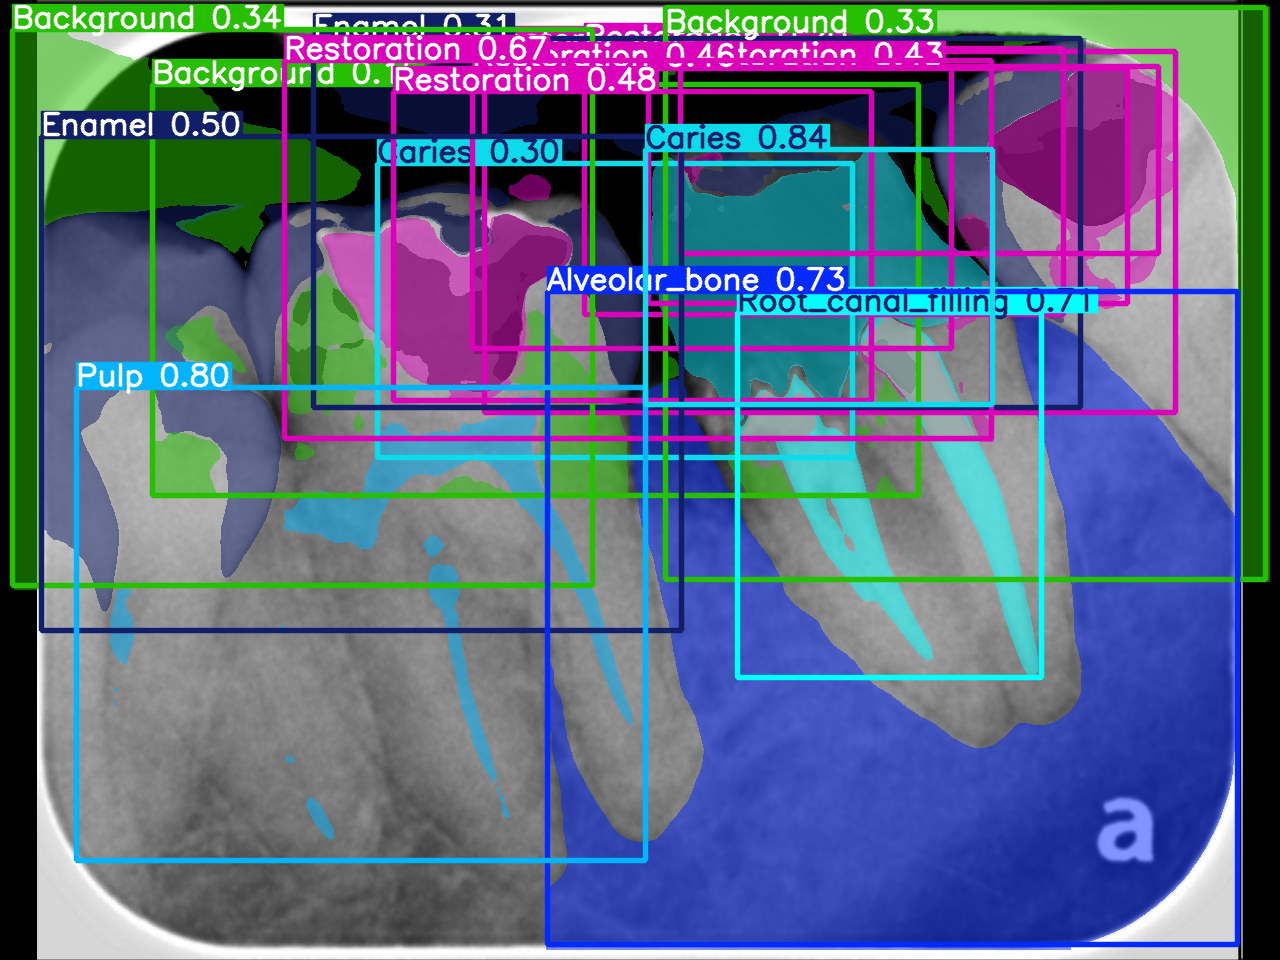 Background 0.34
Enamel 0.31
Background 0.33
Restoration 0.67
oration 0.46
toration 0.43
Background 0.1
Restoration 0.48
Enamel 0.50
Caries 0.30
Caries 0.84
Alveolar_bone 0.73
Root_canal_filling 0.71
Pulp 0.80
a